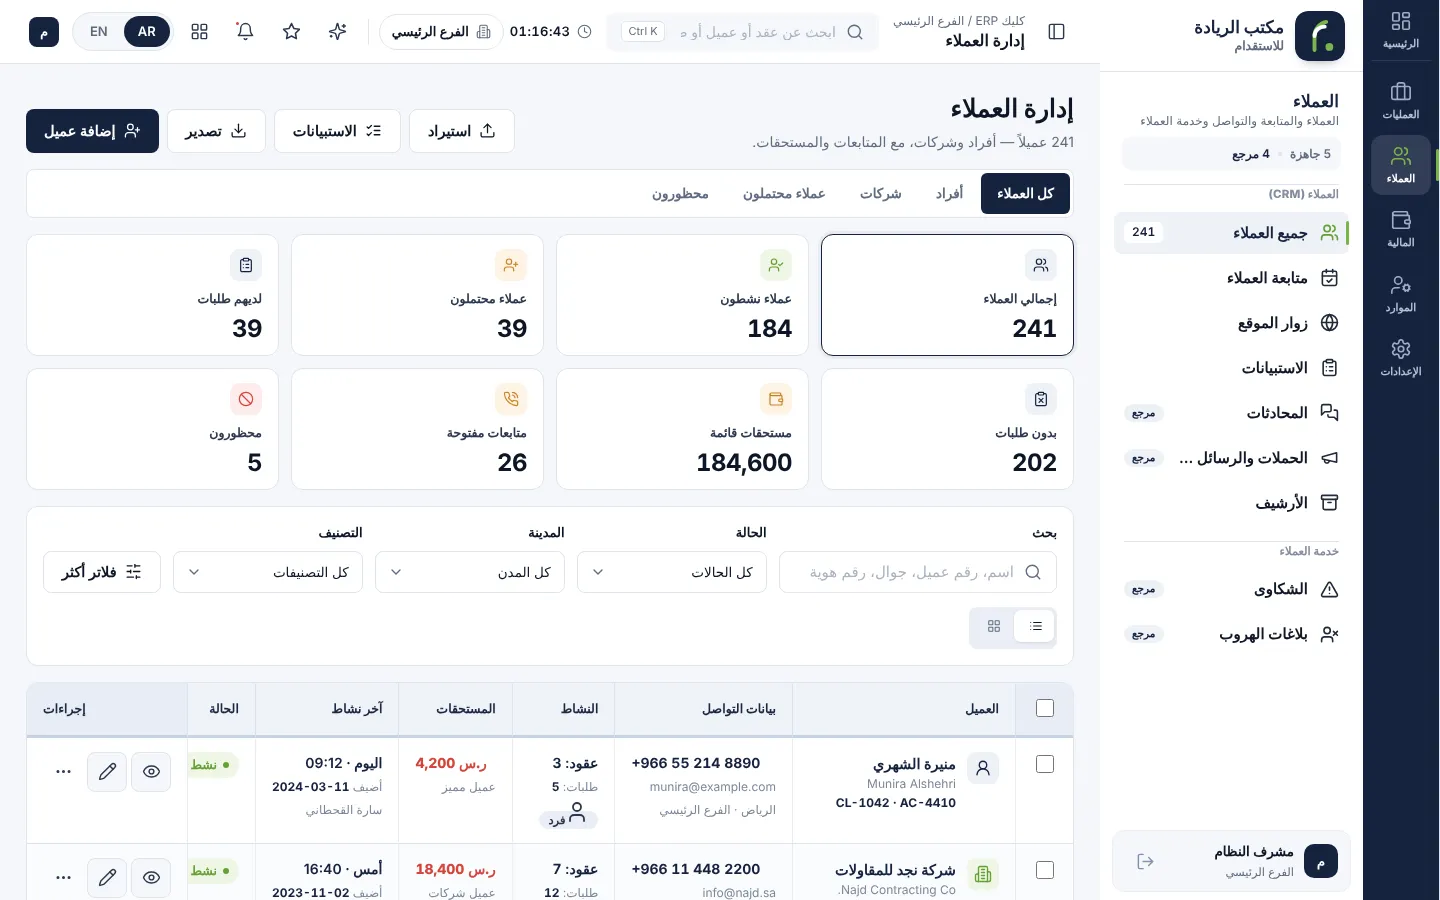 الرئيسية
العمليات
العملاء
المالية
الموارد
الإعدادات
مكتب الريادة
للاستقدام
العملاء
العملاء والمتابعة والتواصل وخدمة العملاء
5 جاهزة • 4 مرجع
العملاء (CRM)
جميع العملاء 241
متابعة العملاء
زوار الموقع
الاستبيانات
المحادثات مرجع
الحملات والرسائل ... مرجع
الأرشيف
خدمة العملاء
الشكاوى مرجع
بلاغات الهروب مرجع
م مشرف النظام
الفرع الرئيسي
كليك ERP / الفرع الرئيسي
إدارة العملاء
ابحث عن عقد أو عميل أو Ctrl K
01:16:43
الفرع الرئيسي
AR EN
م
إدارة العملاء
241 عميلاً — أفراد وشركات، مع المتابعات والمستحقات.
استيراد
الاستبيانات
تصدير
إضافة عميل
كل العملاء
أفراد
شركات
عملاء محتملون
محظورون
إجمالي العملاء
241
عملاء نشطون
184
عملاء محتملون
39
لديهم طلبات
39
بدون طلبات
202
مستحقات قائمة
184,600
متابعات مفتوحة
26
محظورون
5
بحث
اسم، رقم عميل، جوال، رقم هوية
الحالة
كل الحالات
المدينة
كل المدن
التصنيف
كل التصنيفات
فلاتر أكثر
العميل بيانات التواصل النشاط المستحقات آخر نشاط الحالة إجراءات
منيرة الشهري
Munira Alshehri
CL-1042 · AC-4410
+966 55 214 8890
munira@example.com
الرياض · الفرع الرئيسي
عقود: 3
طلبات: 5
فرد
ر.س 4,200
عميل مميز
اليوم · 09:12
أضيف 2024-03-11
سارة القحطاني
نشط
شركة نجد للمقاولات
Najd Contracting Co.
+966 11 448 2200
info@najd.sa
عقود: 7
طلبات: 12
ر.س 18,400
عميل شركات
أمس · 16:40
أضيف 2023-11-02
نشط